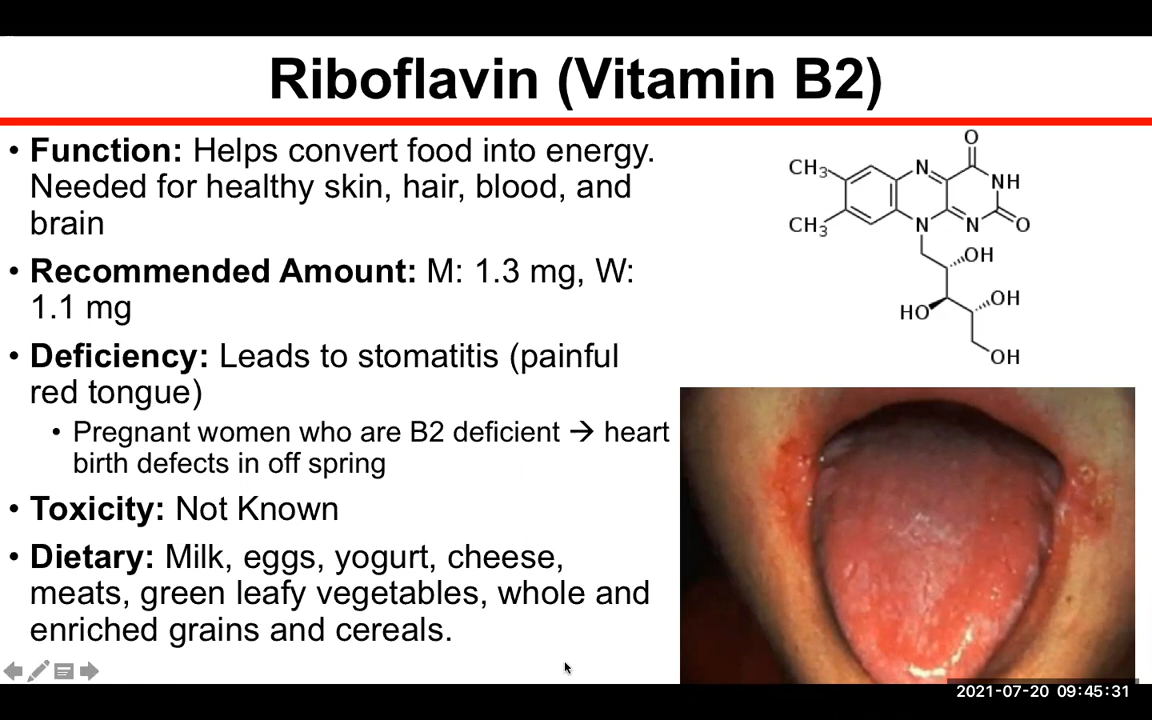 Riboflavin (Vitamin B2)
• Function: Helps convert food into energy.
Needed for healthy skin, hair, blood, and
brain
• Recommended Amount: M: 1.3 mg, W:
1.1 mg
• Deficiency: Leads to stomatitis (painful
red tongue)
• Pregnant women who are B2 deficient → heart
birth defects in off spring
• Toxicity: Not Known
• Dietary: Milk, eggs, yogurt, cheese,
meats, green leafy vegetables, whole and
enriched grains and cereals.
O
CH3 N NH
CH3 N N O
OH
HO OH
OH
2021-07-20 09:45:31